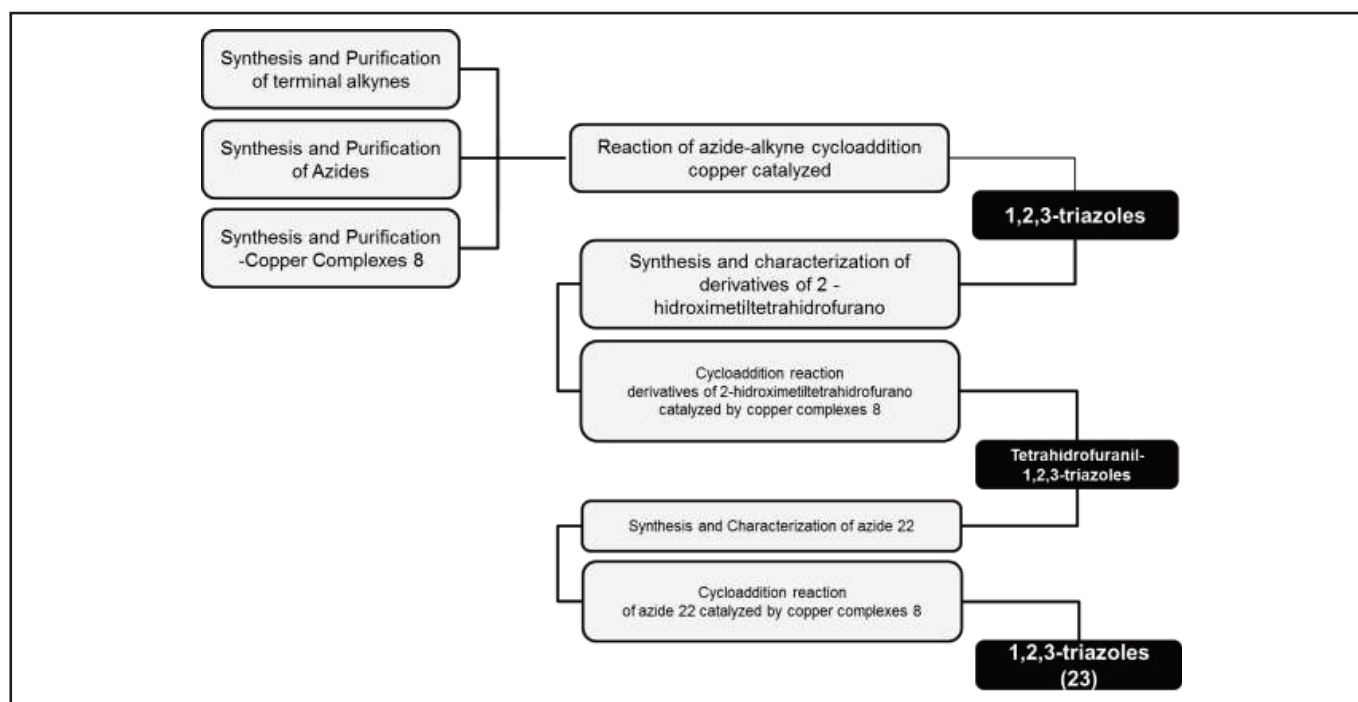 Synthesis and Purification
of terminal alkynes
Synthesis and Purification
of Azides
Synthesis and Purification
-Copper Complexes 8
Reaction of azide-alkyne cycloaddition
copper catalyzed
1,2,3-triazoles
Synthesis and characterization of
derivatives of 2 -
hidroximetiltetrahidrofurano
Cycloaddition reaction
derivatives of 2-hidroximetiltetrahidrofurano
catalyzed by copper complexes 8
Tetrahidrofuranil-
1,2,3-triazoles
Synthesis and Characterization of azide 22
Cycloaddition reaction
of azide 22 catalyzed by copper complexes 8
1,2,3-triazoles
(23)